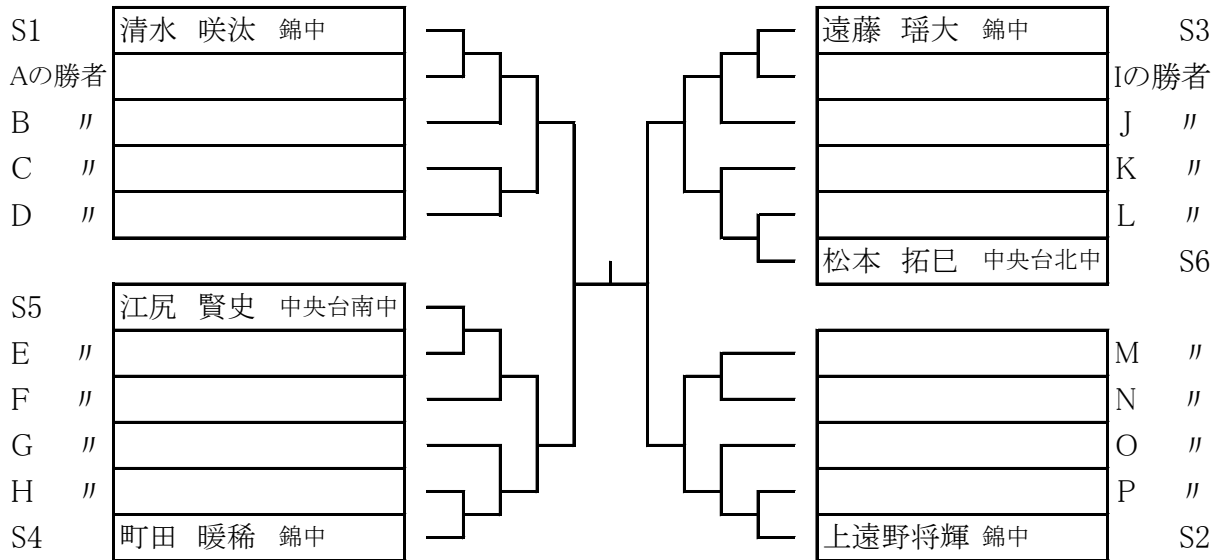 S1 清水 咲汰 錦中
Aの勝者
B 〃
C 〃
D 〃
S5 江尻 賢史 中央台南中
E 〃
F 〃
G 〃
H 〃
S4 町田 暖稀 錦中
遠藤 瑶大 錦中 S3
Iの勝者
J 〃
K 〃
L 〃
松本 拓巳 中央台北中 S6
M 〃
N 〃
O 〃
P 〃
上遠野将輝 錦中 S2